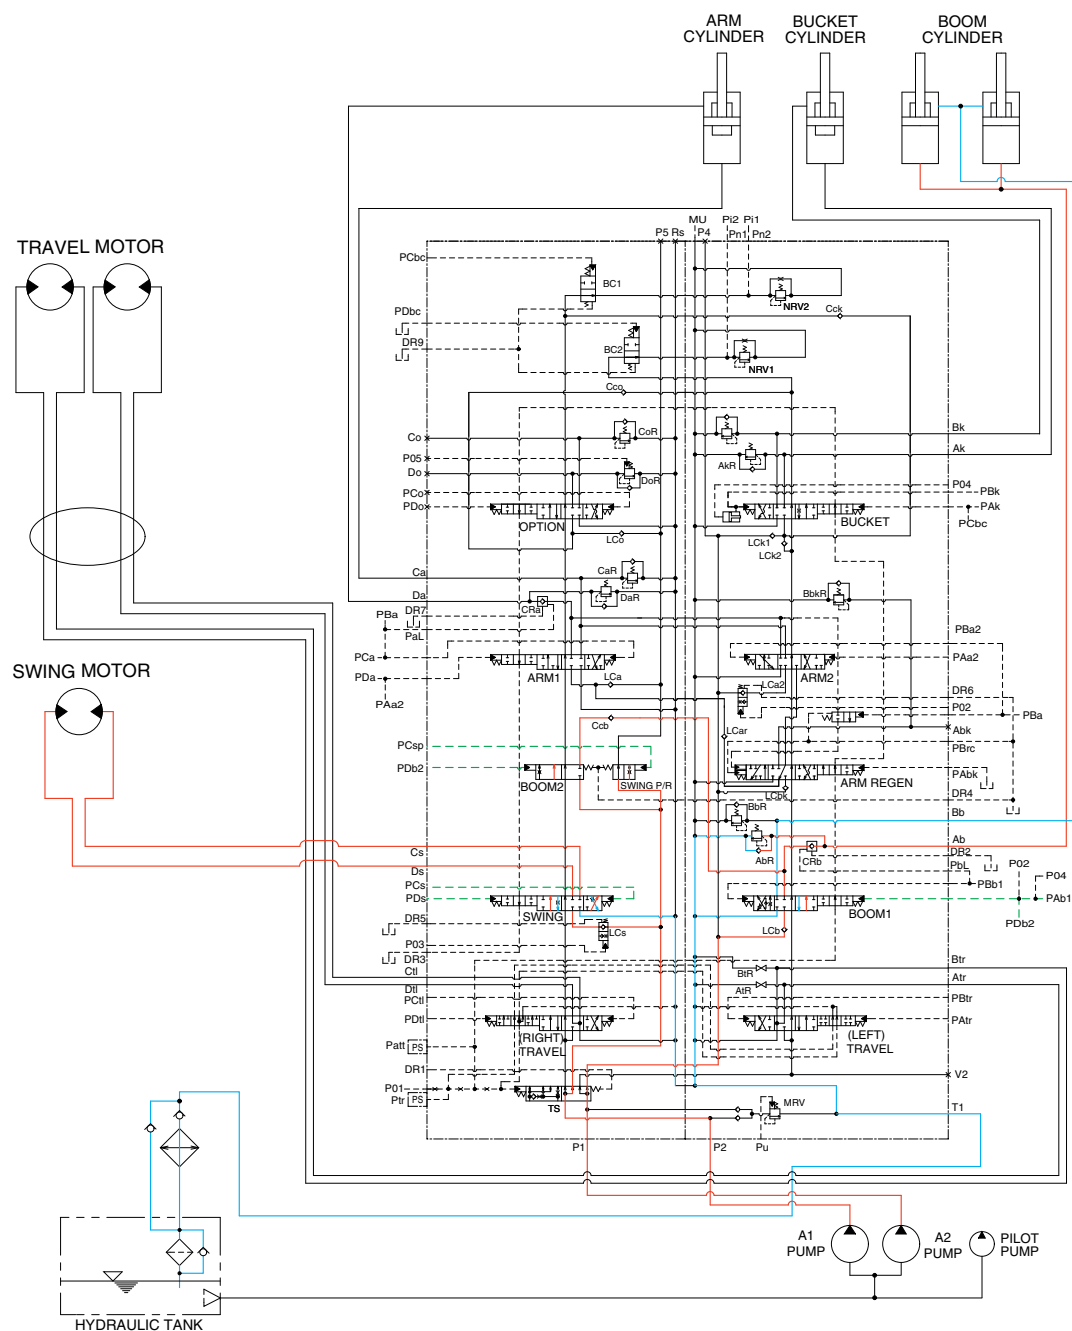 ARM
CYLINDER
BUCKET
CYLINDER
BOOM
CYLINDER
TRAVEL MOTOR
MU
Pi2 Pi1
P5 Rs
P4
Pn1 Pn2
PCbc
BC1
NRV2
Cck
PDbc
DR9
BC2
NRV1
Cco
Co
CoR
Bk
Ak
P05
Do
DoR
AkR
PCo
PDo
P04
PBk
PAk
PCbc
OPTION
BUCKET
LCo
LCk1
LCk2
Ca
CaR
Da
DaR
BbkR
CRa
PBa
DR7
PaL
PBa2
PCa
PDa
PAa2
PAa2
ARM1
ARM2
LCa
LCa2
DR6
P02
PBa
Ccb
LCar
Abk
PBrc
PCsp
PDb2
PAbk
BOOM2
SWING P/R
LCbk
ARM REGEN
DR4
BbR
Bb
SWING MOTOR
AbR
CRb
Ab
DR2
PbL
Cs
Ds
PCs
PDs
PBb1
P02
P04
PAb1
PDb2
SWING
BOOM1
DR5
LCs
LCb
P03
DR3
Ctl
Btr
BtR
Dtl
Atr
AtR
PCtl
PBtr
PDtl
PAtr
(RIGHT)
TRAVEL
(LEFT)
TRAVEL
Patt PS
DR1
P01
V2
Ptr PS
TS
MRV
T1
P1
P2
Pu
A1
PUMP
A2
PUMP
PILOT
PUMP
HYDRAULIC TANK